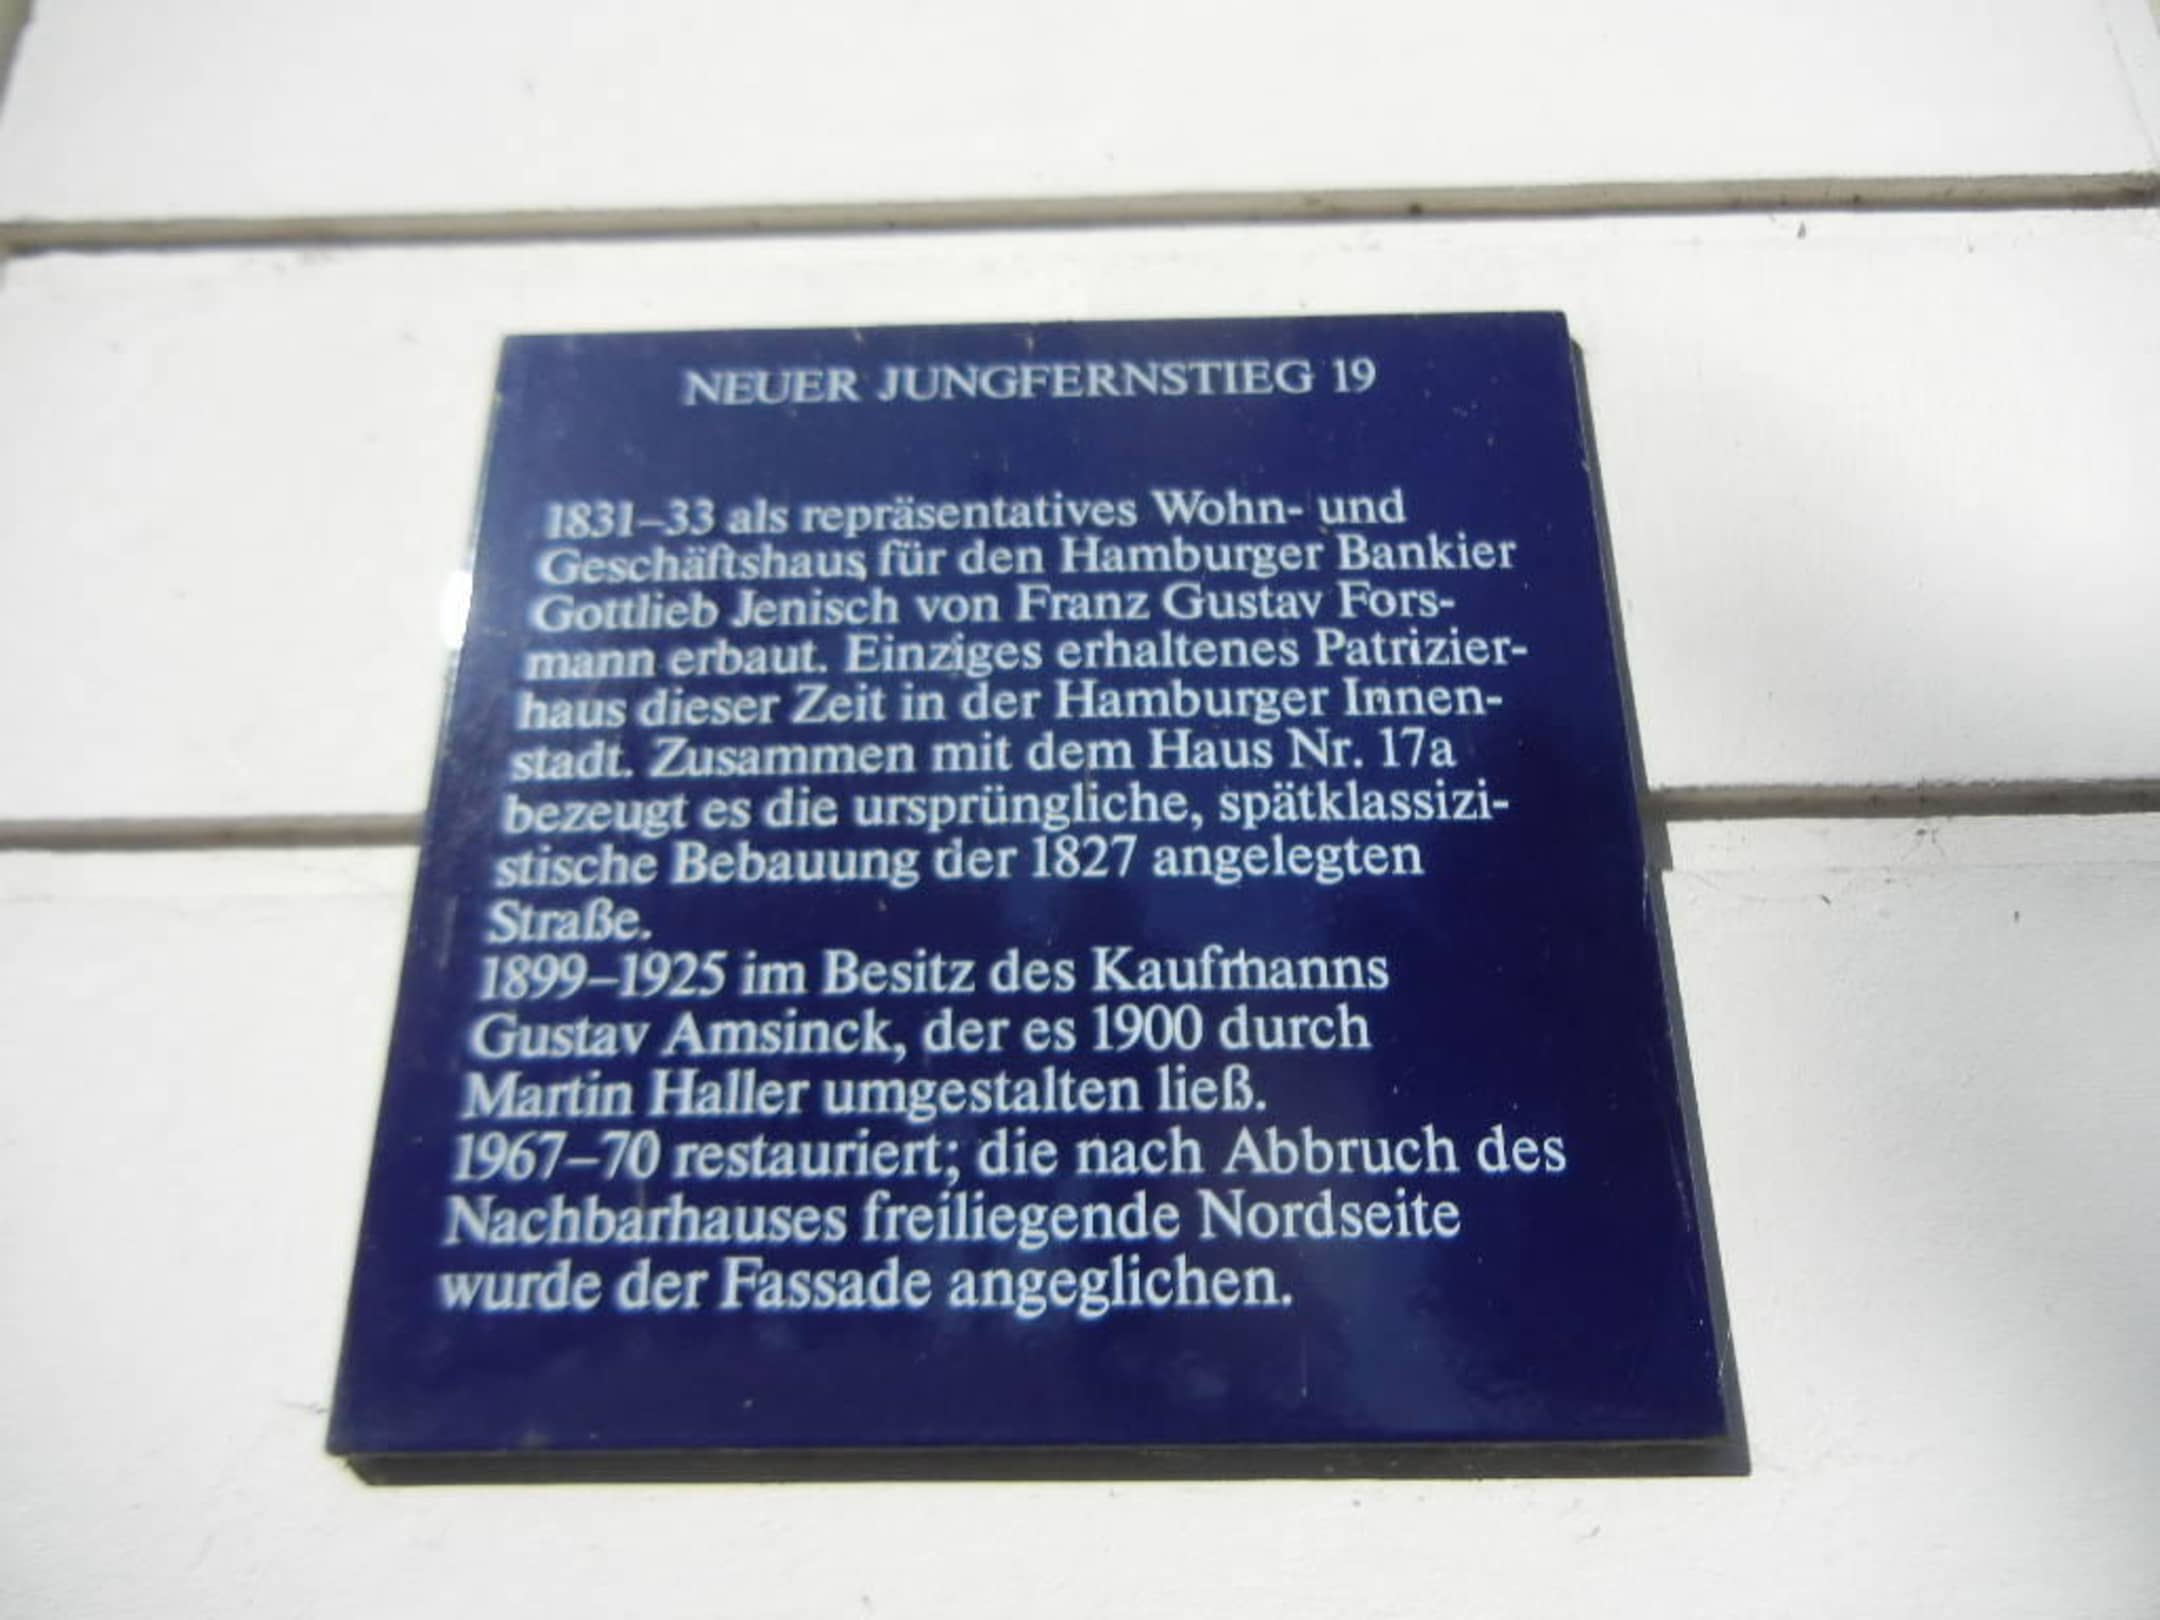 NEUER JUNGFERNSTIEG 19
1831–33 als repräsentatives Wohn- und
Geschäftshaus für den Hamburger Bankier
Gottlieb Jenisch von Franz Gustav Fors-
mann erbaut. Einziges erhaltenes Patrizier-
haus dieser Zeit in der Hamburger Innen-
stadt. Zusammen mit dem Haus Nr. 17a
bezeugt es die ursprüngliche, spätklassizi-
stische Bebauung der 1827 angelegten
Straße.
1899–1925 im Besitz des Kaufmanns
Gustav Amsinck, der es 1900 durch
Martin Haller umgestalten ließ.
1967–70 restauriert; die nach Abbruch des
Nachbarhauses freiliegende Nordseite
wurde der Fassade angeglichen.